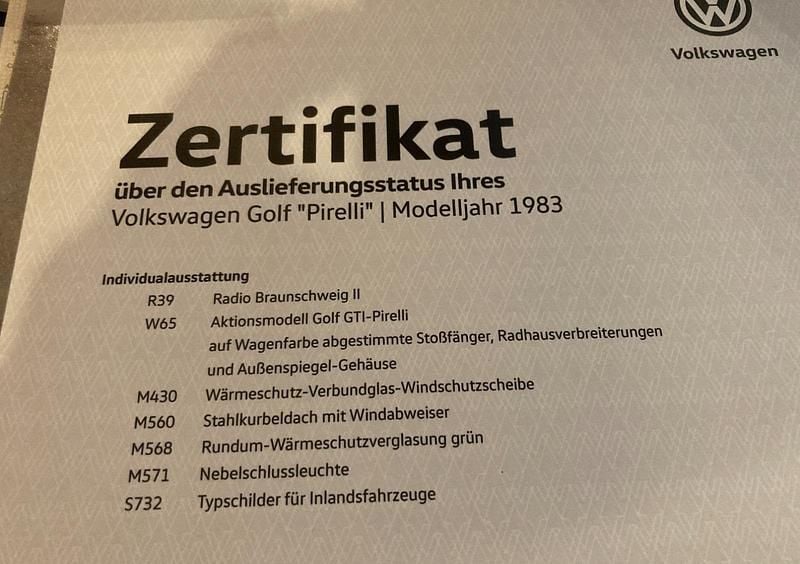 Volkswagen
Zertifikat
über den Auslieferungsstatus Ihres
Volkswagen Golf "Pirelli" | Modelljahr 1983
Individualausstattung
R39 Radio Braunschweig II
W65 Aktionsmodell Golf GTI-Pirelli
auf Wagenfarbe abgestimmte Stoßfänger, Radhausverbreiterungen
und Außenspiegel-Gehäuse
M430 Wärmeschutz-Verbundglas-Windschutzscheibe
M560 Stahlkurbeldach mit Windabweiser
M568 Rundum-Wärmeschutzverglasung grün
M571 Nebelschlussleuchte
S732 Typschilder für Inlandsfahrzeuge